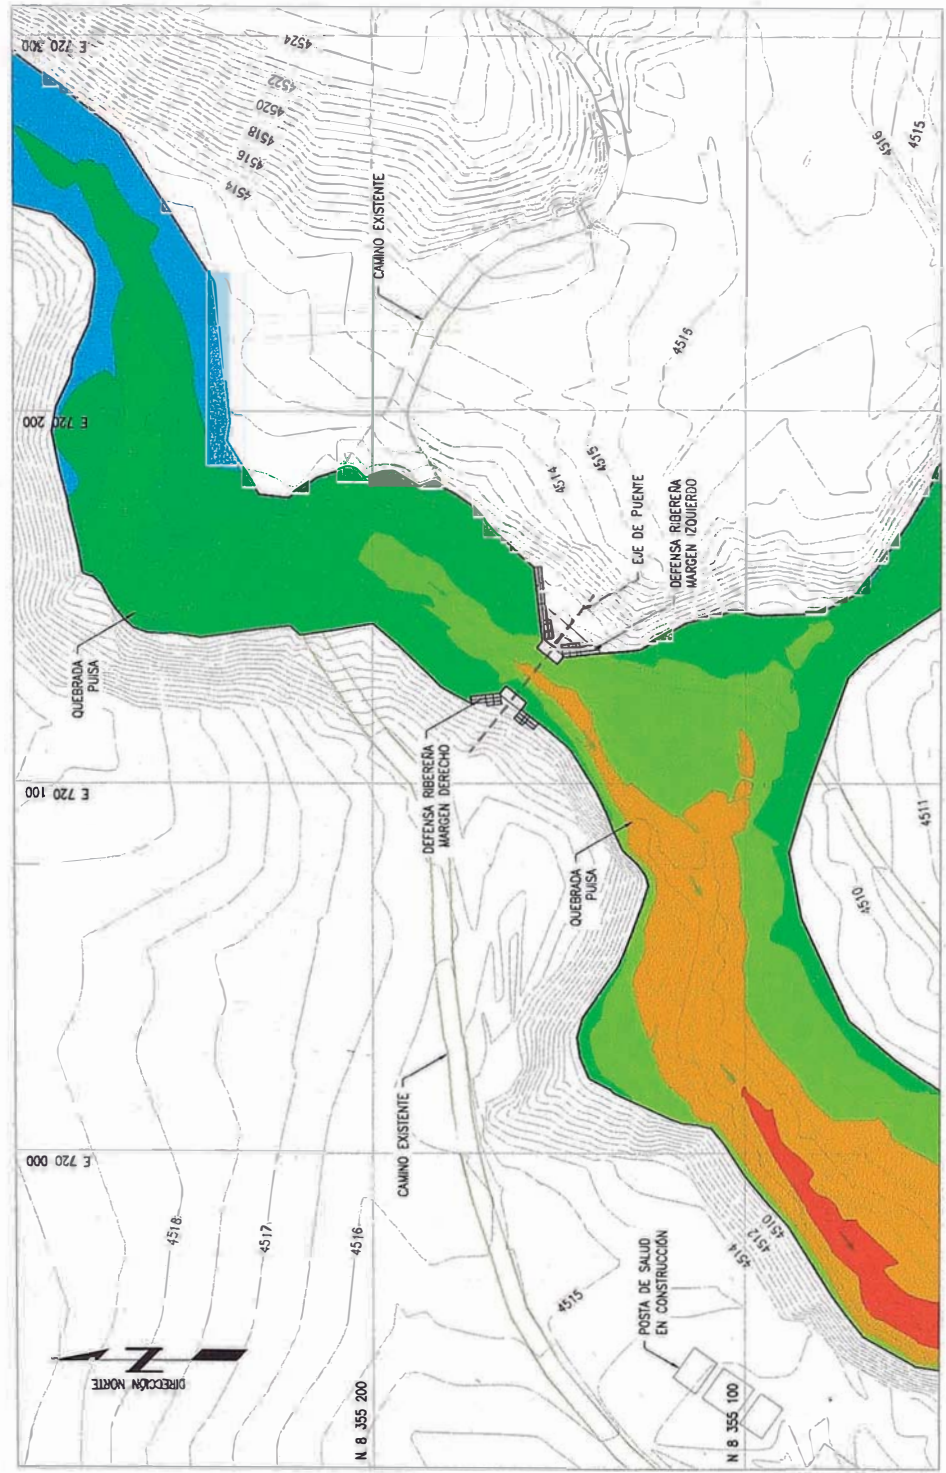 E 720 300
4524
4522
4520
4518
4516
4514
4516
4515
CAMINO EXISTENTE
E 720 200
4516
4514
4515
EJE DE PUENTE
DEFENSA RIBEREÑA
MARGEN IZQUIERDO
QUEBRADA
PUISA
E 720 100
DEFENSA RIBEREÑA
MARGEN DERECHO
QUEBRADA
PUISA
4511
4510
CAMINO EXISTENTE
E 720 000
4518
4517
4516
4515
4514
4512
4510
POSTA DE SALUD
EN CONSTRUCCIÓN
DIRECCIÓN NORTE
N 8 355 200
N 8 355 100